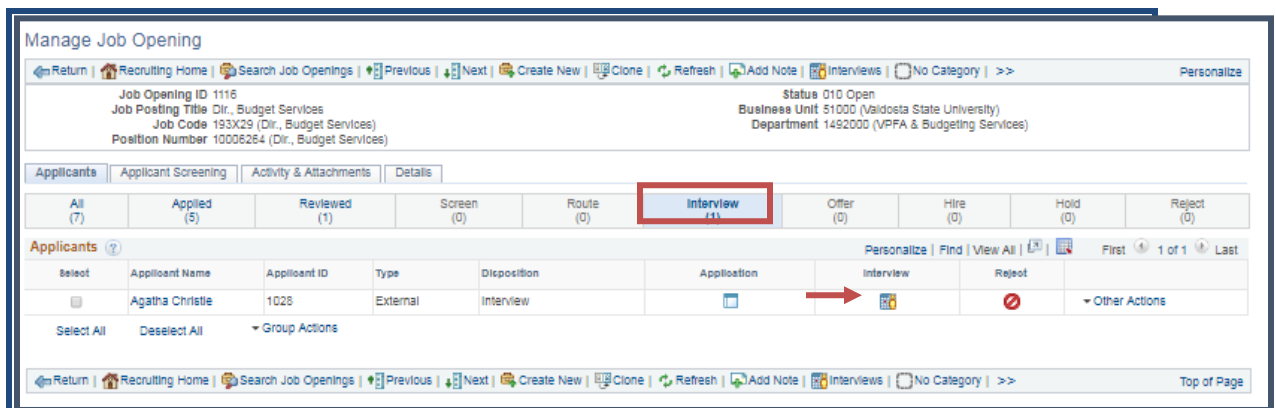 Manage Job Opening
Return | Recruiting Home | Search Job Openings | Previous | Next | Create New | Clone | Refresh | Add Note | Interviews | No Category | >> Personalize
Job Opening ID 1116 Status 010 Open
Job Posting Title Dir., Budget Services Business Unit 51000 (Valdosta State University)
Job Code 193X29 (Dir., Budget Services) Department 1492000 (VPFA & Budgeting Services)
Position Number 10006264 (Dir., Budget Services)
Applicants Applicant Screening Activity & Attachments Details
All Applied Reviewed Screen Route Interview Offer Hire Hold Reject
(7) (5) (1) (0) (0) (1) (0) (0) (0) (0)
Applicants ? Personalize | Find | View All | First 1 of 1 Last
Select Applicant Name Applicant ID Type Disposition Application Interview Reject
Agatha Christie 1028 External Interview Other Actions
Select All Deselect All Group Actions
Return | Recruiting Home | Search Job Openings | Previous | Next | Create New | Clone | Refresh | Add Note | Interviews | No Category | >> Top of Page